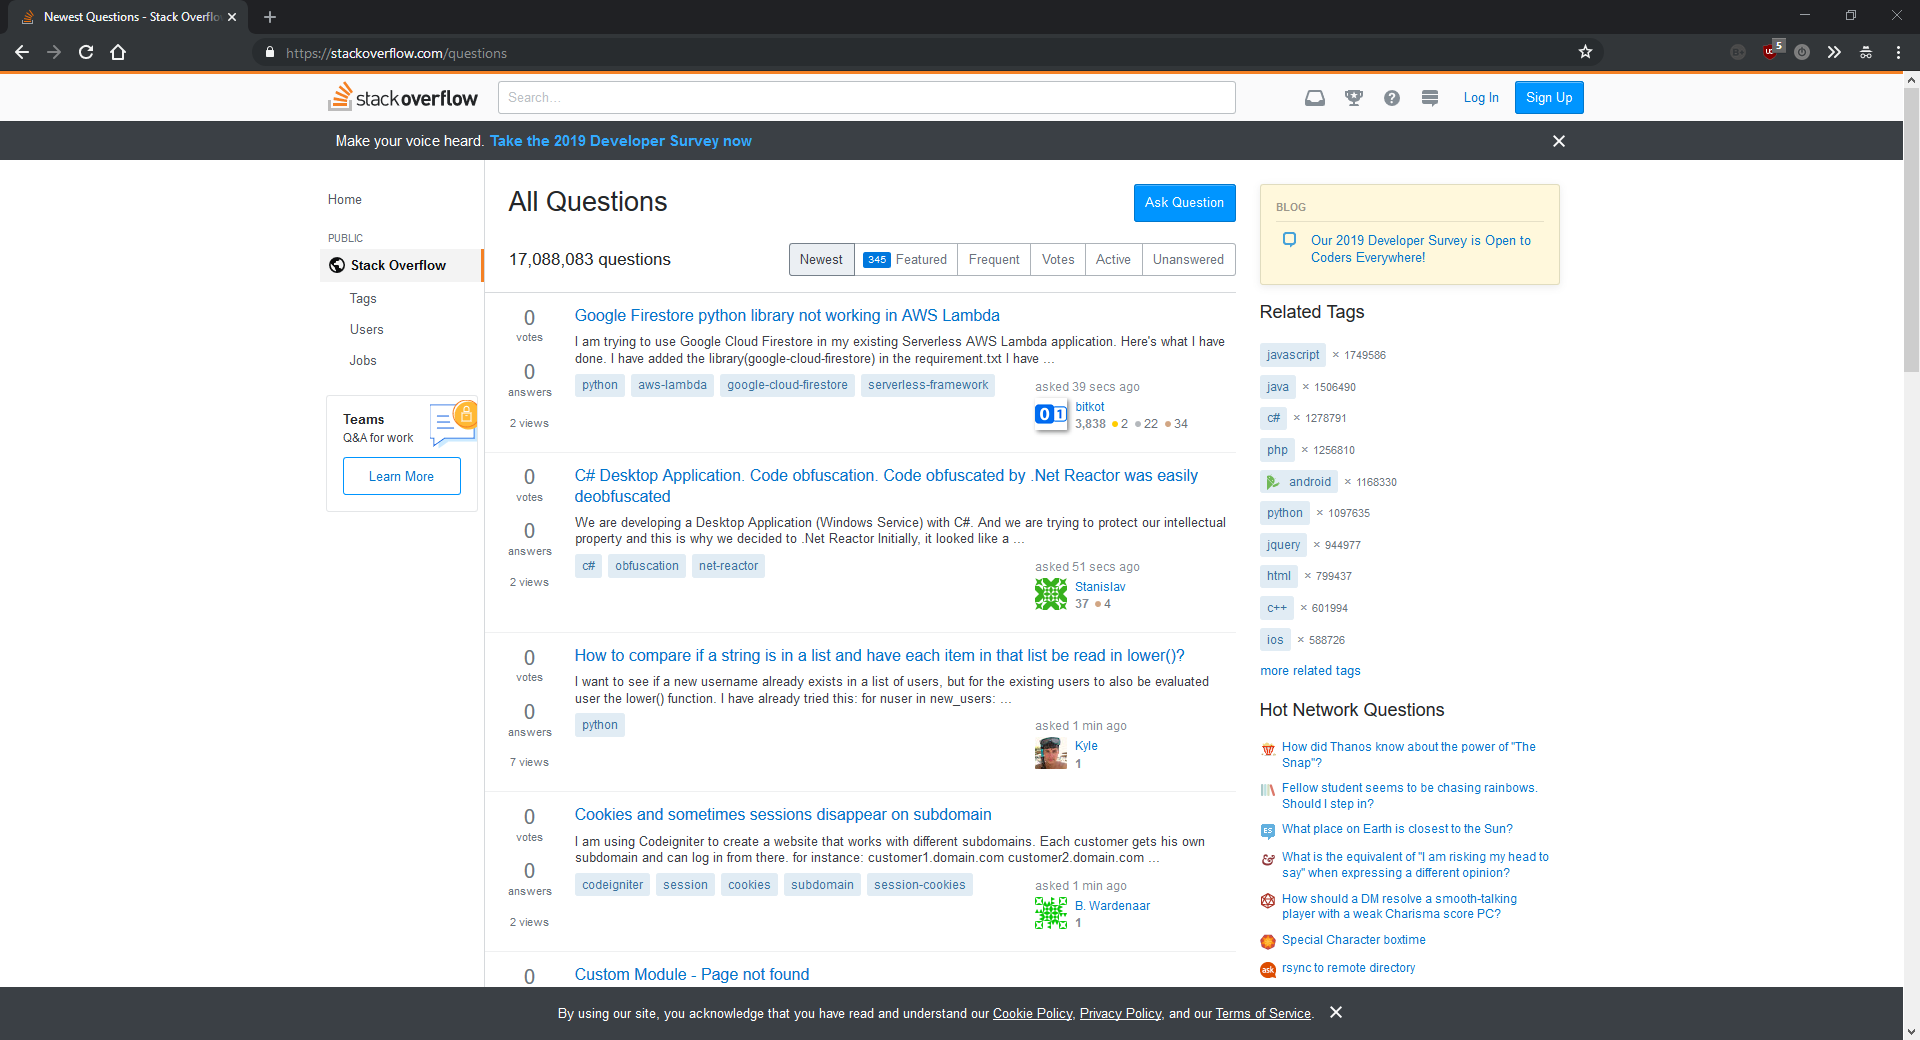 Newest Questions - Stack Overflo
https://stackoverflow.com/questions
5
stackoverflow
Search...
Log In
Sign Up
Make your voice heard. Take the 2019 Developer Survey now
Home
PUBLIC
Stack Overflow
Tags
Users
Jobs
Teams
Q&A for work
Learn More
All Questions
Ask Question
17,088,083 questions
Newest
345 Featured
Frequent
Votes
Active
Unanswered
0
votes
0
answers
2 views
Google Firestore python library not working in AWS Lambda
I am trying to use Google Cloud Firestore in my existing Serverless AWS Lambda application. Here's what I have
done. I have added the library(google-cloud-firestore) in the requirement.txt I have ...
python aws-lambda google-cloud-firestore serverless-framework
asked 39 secs ago
0 1
bitkot
3,838 ●2 ●22 ●34
0
votes
0
answers
2 views
C# Desktop Application. Code obfuscation. Code obfuscated by .Net Reactor was easily
deobfuscated
We are developing a Desktop Application (Windows Service) with C#. And we are trying to protect our intellectual
property and this is why we decided to .Net Reactor Initially, it looked like a ...
c# obfuscation net-reactor
asked 51 secs ago
Stanislav
37 ●4
0
votes
0
answers
7 views
How to compare if a string is in a list and have each item in that list be read in lower()?
I want to see if a new username already exists in a list of users, but for the existing users to also be evaluated
user the lower() function. I have already tried this: for nuser in new_users: ...
python
asked 1 min ago
Kyle
1
0
votes
0
answers
2 views
Cookies and sometimes sessions disappear on subdomain
I am using Codeigniter to create a website that works with different subdomains. Each customer gets his own
subdomain and can log in from there. for instance: customer1.domain.com customer2.domain.com ...
codeigniter session cookies subdomain session-cookies
asked 1 min ago
B. Wardenaar
1
0
Custom Module - Page not found
BLOG
Our 2019 Developer Survey is Open to
Coders Everywhere!
Related Tags
javascript × 1749586
java × 1506490
c# × 1278791
php × 1256810
android × 1168330
python × 1097635
jquery × 944977
html × 799437
c++ × 601994
ios × 588726
more related tags
Hot Network Questions
How did Thanos know about the power of "The
Snap"?
Fellow student seems to be chasing rainbows.
Should I step in?
ES
What place on Earth is closest to the Sun?
What is the equivalent of "I am risking my head to
say" when expressing a different opinion?
How should a DM resolve a smooth-talking
player with a weak Charisma score PC?
Special Character boxtime
ask
rsync to remote directory
By using our site, you acknowledge that you have read and understand our Cookie Policy, Privacy Policy, and our Terms of Service.